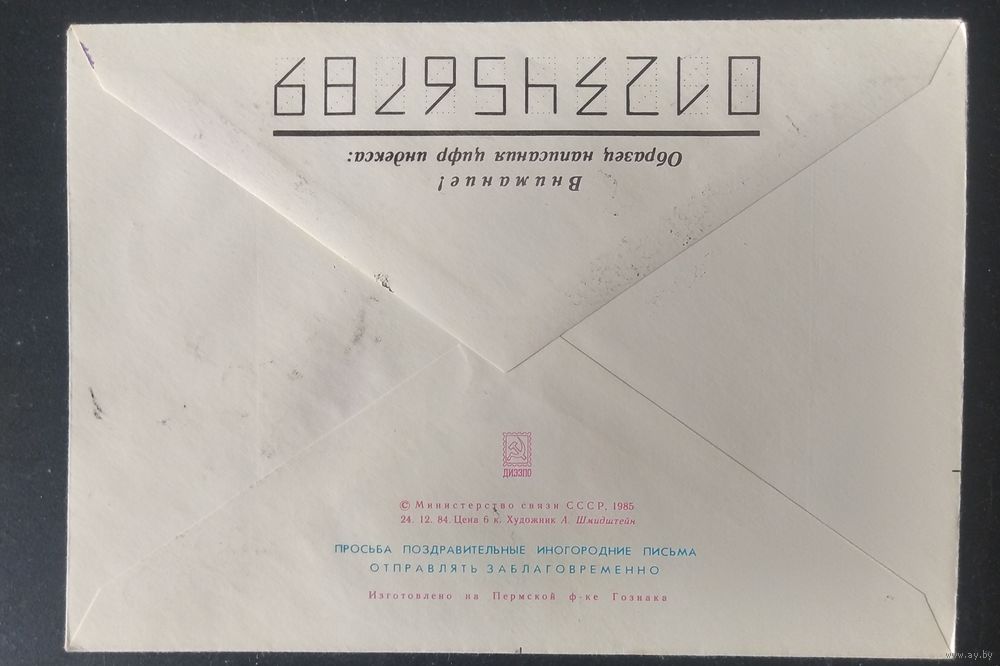 Внимание!
Образец написания цифр индекса:
0123456789
ДИЭЗПО
© Министерство связи СССР, 1985
24. 12. 84. Цена 6 к. Художник А. Шмидштейн
ПРОСЬБА ПОЗДРАВИТЕЛЬНЫЕ ИНОГОРОДНИЕ ПИСЬМА
ОТПРАВЛЯТЬ ЗАБЛАГОВРЕМЕННО
Изготовлено на Пермской ф-ке Гознака
www.ay.by